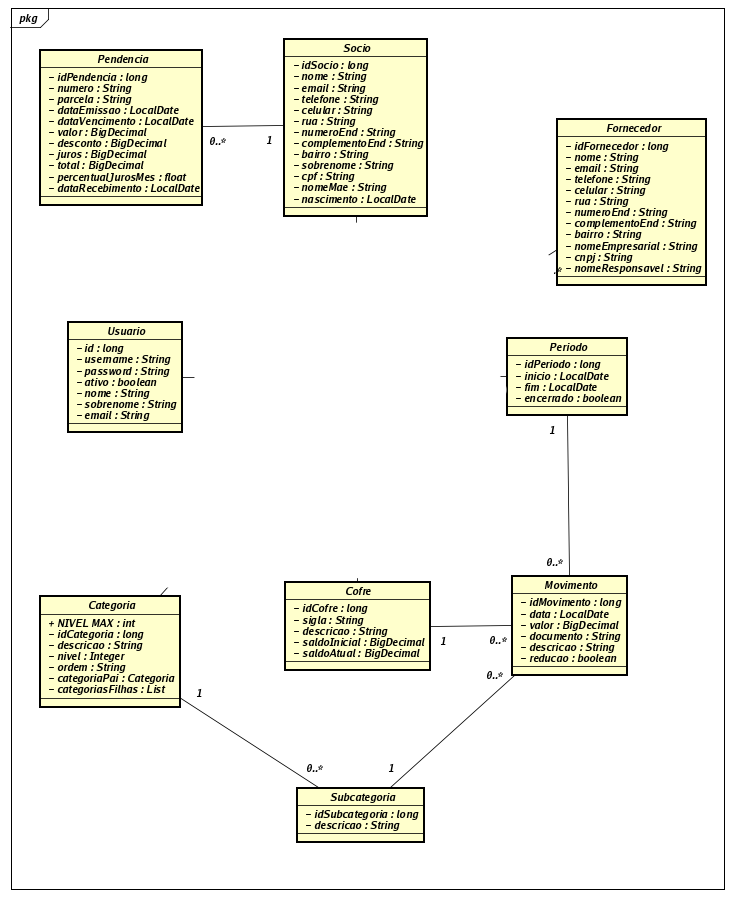 pkg
Pendencia
- idPendencia : long
- numero : String
- parcela : String
- dataEmissao : LocalDate
- dataVencimento : LocalDate
- valor : BigDecimal
- desconto : BigDecimal
- juros : BigDecimal
- total : BigDecimal
- percentualJurosMes : float
- dataRecebimento : LocalDate
0..*
1
Socio
- idSocio : long
- nome : String
- email : String
- telefone : String
- celular : String
- rua : String
- numeroEnd : String
- complementoEnd : String
- bairro : String
- sobrenome : String
- cpf : String
- nomeMae : String
- nascimento : LocalDate
Fornecedor
- idFornecedor : long
- nome : String
- email : String
- telefone : String
- celular : String
- rua : String
- numeroEnd : String
- complementoEnd : String
- bairro : String
- nomeEmpresarial : String
- cnpj : String
- nomeResponsavel : String
.*
Usuario
- id : long
- username : String
- password : String
- ativo : boolean
- nome : String
- sobrenome : String
- email : String
Periodo
- idPeriodo : long
- inicio : LocalDate
- fim : LocalDate
- encerrado : boolean
1
0..*
Categoria
+ NIVEL MAX : int
- idCategoria : long
- descricao : String
- nivel : Integer
- ordem : String
- categoriaPai : Categoria
- categoriasFilhas : List
1
0..*
Cofre
- idCofre : long
- sigla : String
- descricao : String
- saldoInicial : BigDecimal
- saldoAtual : BigDecimal
1
0..*
Movimento
- idMovimento : long
- data : LocalDate
- valor : BigDecimal
- documento : String
- descricao : String
- reducao : boolean
0..*
1
Subcategoria
- idSubcategoria : long
- descricao : String